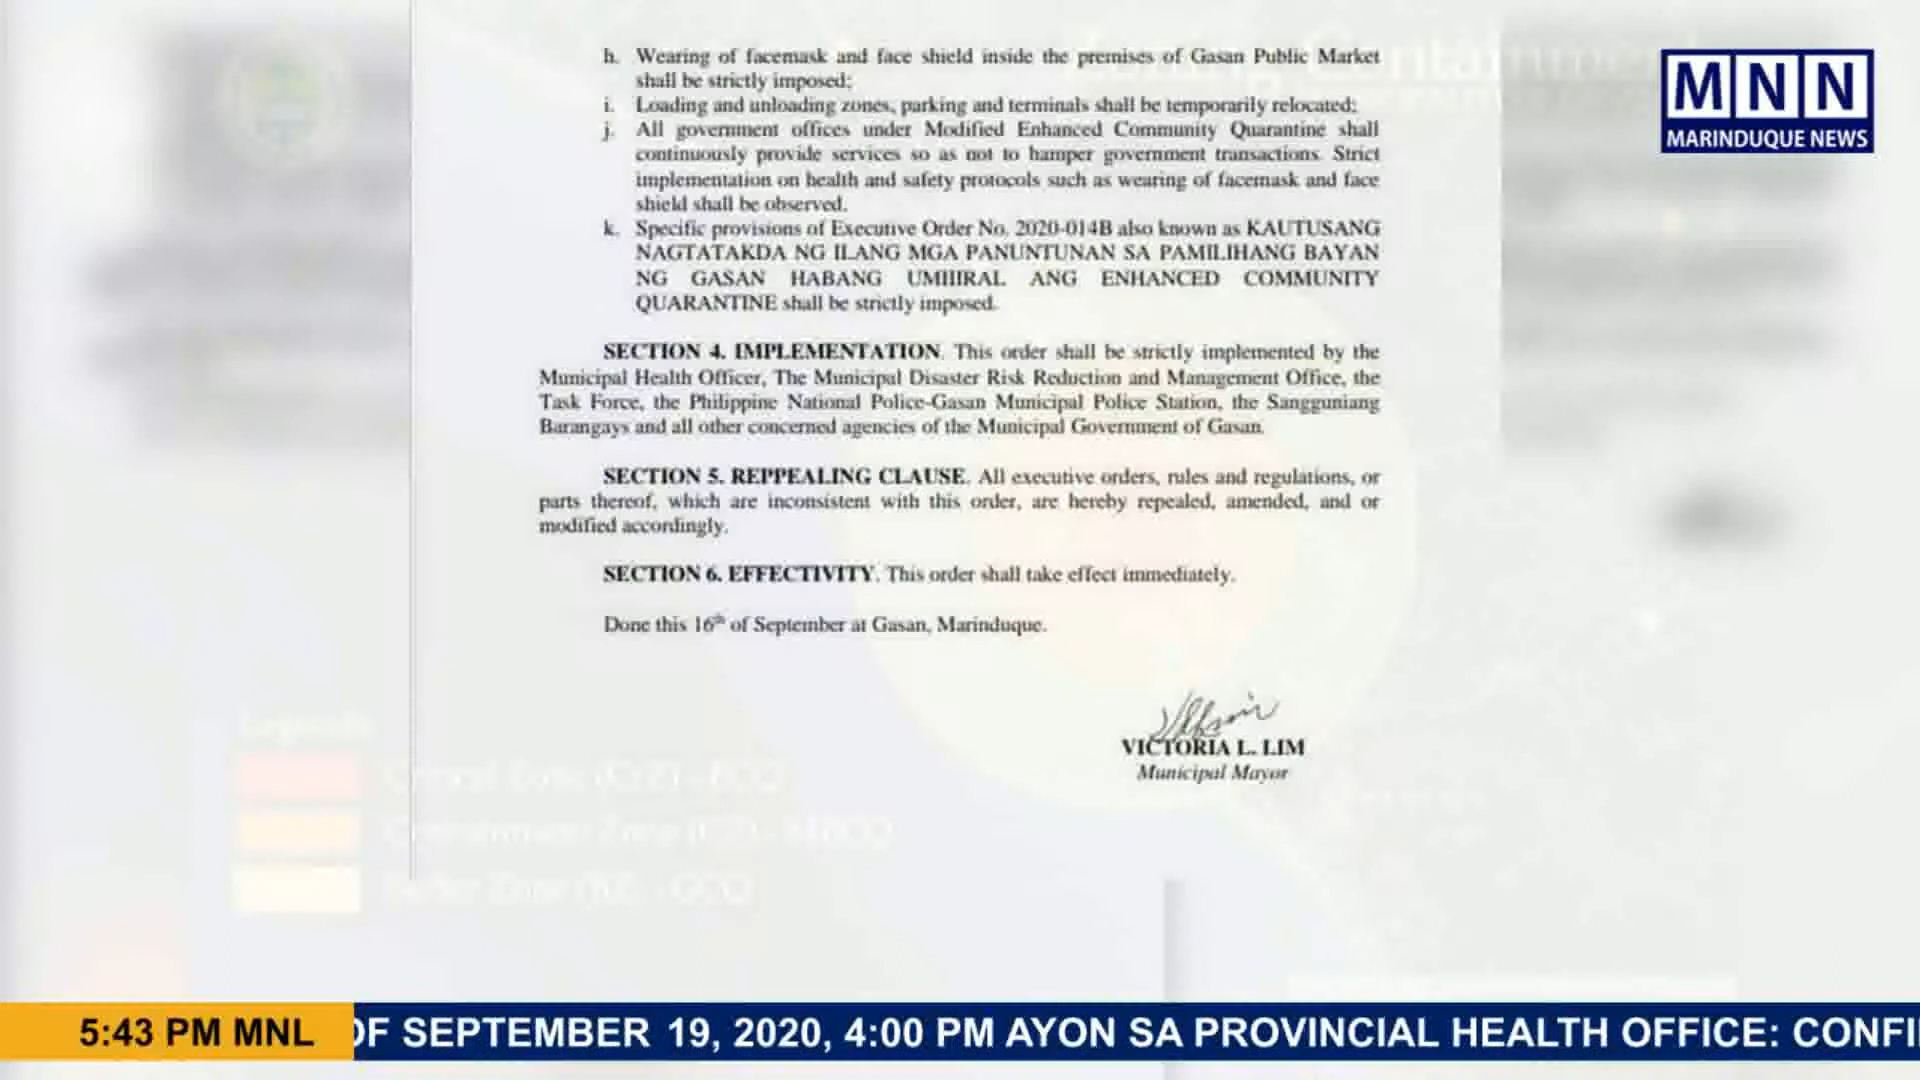 h. Wearing of facemask and face shield inside the premises of Gasan Public Market
shall be strictly imposed;
i. Loading and unloading zones, parking and terminals shall be temporarily relocated;
j. All government offices under Modified Enhanced Community Quarantine shall
continuously provide services so as not to hamper government transactions. Strict
implementation on health and safety protocols such as wearing of facemask and face
shield shall be observed.
k. Specific provisions of Executive Order No. 2020-014B also known as KAUTUSANG
NAGTATAKDA NG ILANG MGA PANUNTUNAN SA PAMILIHANG BAYAN
NG GASAN HABANG UMIIRAL ANG ENHANCED COMMUNITY
QUARANTINE shall be strictly imposed.
SECTION 4. IMPLEMENTATION. This order shall be strictly implemented by the
Municipal Health Officer, The Municipal Disaster Risk Reduction and Management Office, the
Task Force, the Philippine National Police-Gasan Municipal Police Station, the Sangguniang
Barangays and all other concerned agencies of the Municipal Government of Gasan.
SECTION 5. REPPEALING CLAUSE. All executive orders, rules and regulations, or
parts thereof, which are inconsistent with this order, are hereby repealed, amended, and or
modified accordingly.
SECTION 6. EFFECTIVITY. This order shall take effect immediately.
Done this 16th of September at Gasan, Marinduque.
VICTORIA L. LIM
Municipal Mayor
MNN
MARINDUQUE NEWS
5:43 PM MNL
OF SEPTEMBER 19, 2020, 4:00 PM AYON SA PROVINCIAL HEALTH OFFICE: CONFI